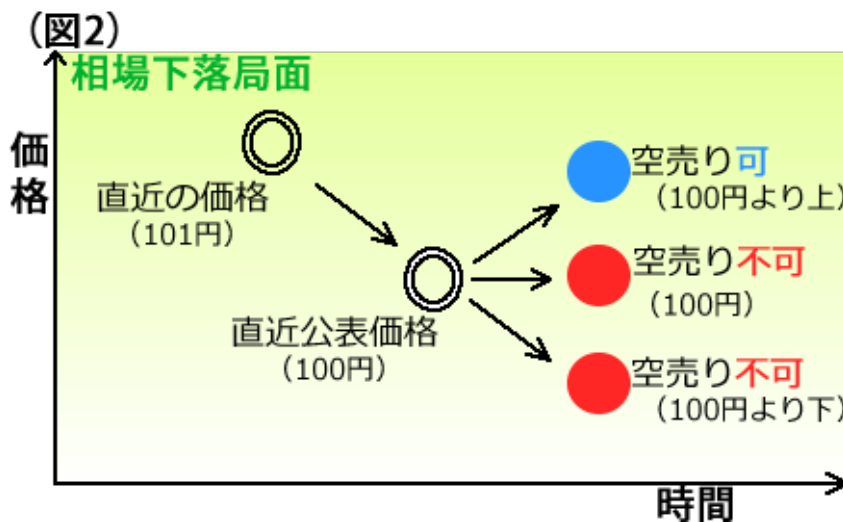 （図2）
相場下落局面
価格
直近の価格
（101円）
直近公表価格
（100円）
空売り可
（100円より上）
空売り不可
（100円）
空売り不可
（100円より下）
時間